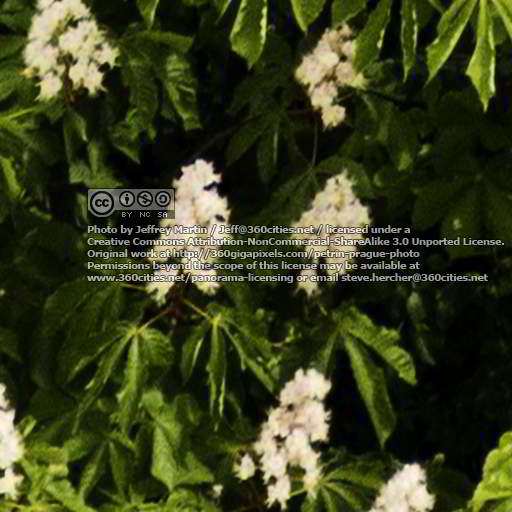 cc
BY NC SA
Photo by Jeffrey Martin / Jeff@360cities.net / licensed under a
Creative Commons Attribution-NonCommercial-ShareAlike 3.0 Unported License.
Original work at http://360gigapixels.com/petrin-prague-photo
Permissions beyond the scope of this license may be available at
www.360cities.net/panorama-licensing or email steve.hercher@360cities.net